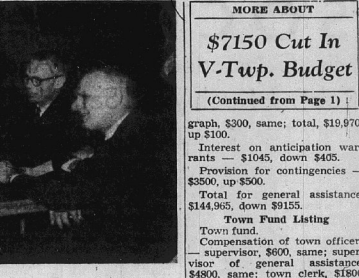 MORE ABOUT
$7150 Cut In
V-Twp. Budget
(Continued from Page 1)
graph, $300, same; total, $19,970
up $100.
Interest on anticipation war
rants — $1045, down $405.
Provision for contingencies —
$3500, up $500.
Total for general assistance
$144,965, down $9155.
Town Fund Listing
Town fund.
Compensation of town officer
— supervisor, $600, same; super
visor of general assistance
$4800, same; town clerk, $180